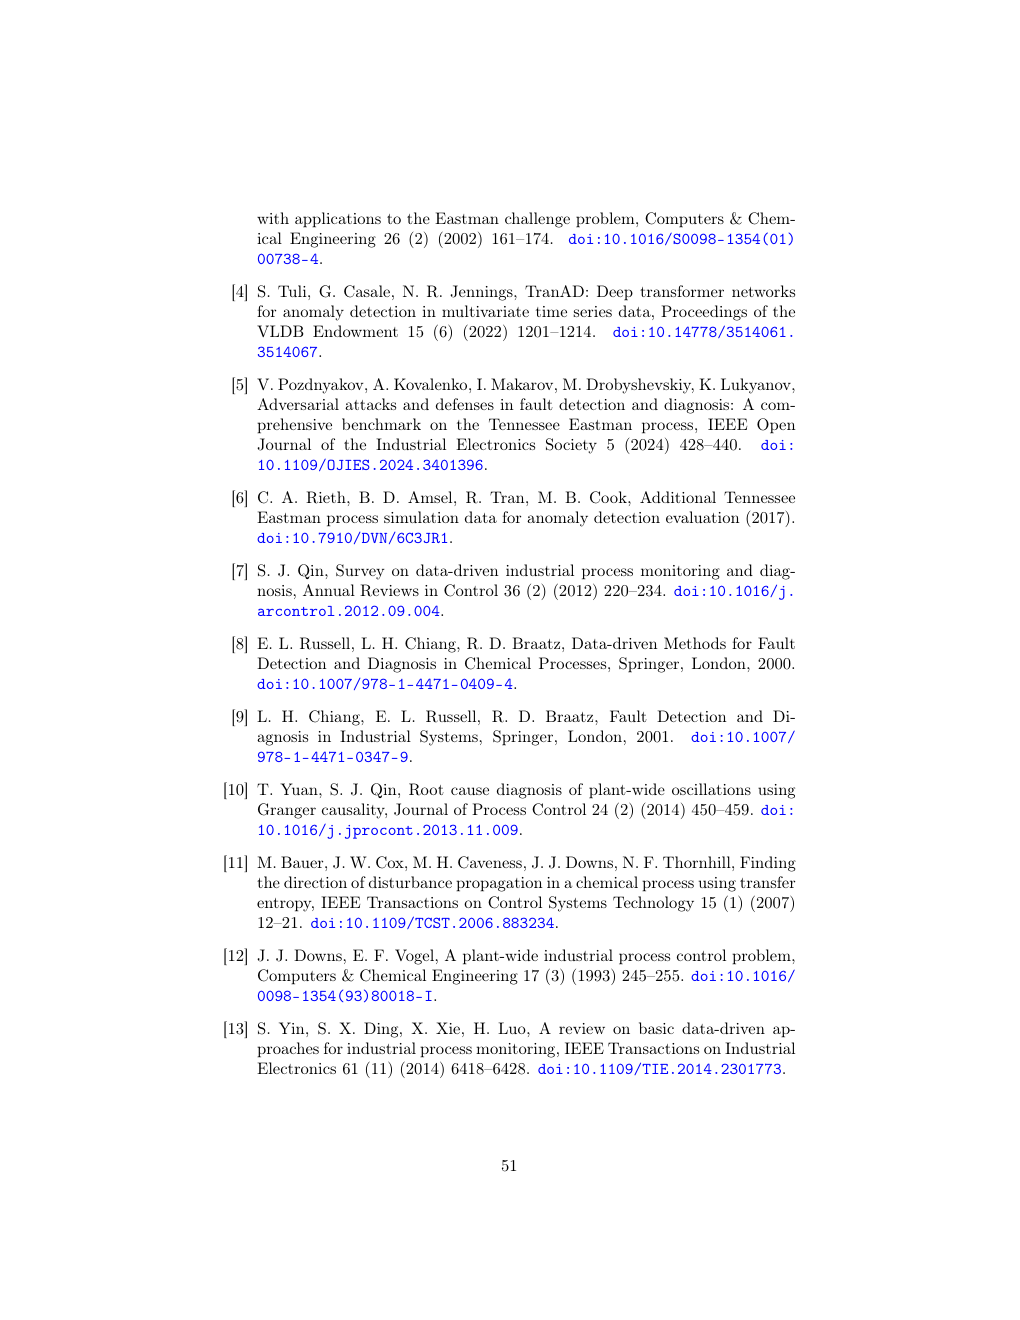 with applications to the Eastman challenge problem, Computers & Chem-
ical Engineering 26 (2) (2002) 161–174. doi:10.1016/S0098-1354(01)
00738-4.
[4] S. Tuli, G. Casale, N. R. Jennings, TranAD: Deep transformer networks
for anomaly detection in multivariate time series data, Proceedings of the
VLDB Endowment 15 (6) (2022) 1201–1214. doi:10.14778/3514061.
3514067.
[5] V. Pozdnyakov, A. Kovalenko, I. Makarov, M. Drobyshevskiy, K. Lukyanov,
Adversarial attacks and defenses in fault detection and diagnosis: A com-
prehensive benchmark on the Tennessee Eastman process, IEEE Open
Journal of the Industrial Electronics Society 5 (2024) 428–440. doi:
10.1109/OJIES.2024.3401396.
[6] C. A. Rieth, B. D. Amsel, R. Tran, M. B. Cook, Additional Tennessee
Eastman process simulation data for anomaly detection evaluation (2017).
doi:10.7910/DVN/6C3JR1.
[7] S. J. Qin, Survey on data-driven industrial process monitoring and diag-
nosis, Annual Reviews in Control 36 (2) (2012) 220–234. doi:10.1016/j.
arcontrol.2012.09.004.
[8] E. L. Russell, L. H. Chiang, R. D. Braatz, Data-driven Methods for Fault
Detection and Diagnosis in Chemical Processes, Springer, London, 2000.
doi:10.1007/978-1-4471-0409-4.
[9] L. H. Chiang, E. L. Russell, R. D. Braatz, Fault Detection and Di-
agnosis in Industrial Systems, Springer, London, 2001. doi:10.1007/
978-1-4471-0347-9.
[10] T. Yuan, S. J. Qin, Root cause diagnosis of plant-wide oscillations using
Granger causality, Journal of Process Control 24 (2) (2014) 450–459. doi:
10.1016/j.jprocont.2013.11.009.
[11] M. Bauer, J. W. Cox, M. H. Caveness, J. J. Downs, N. F. Thornhill, Finding
the direction of disturbance propagation in a chemical process using transfer
entropy, IEEE Transactions on Control Systems Technology 15 (1) (2007)
12–21. doi:10.1109/TCST.2006.883234.
[12] J. J. Downs, E. F. Vogel, A plant-wide industrial process control problem,
Computers & Chemical Engineering 17 (3) (1993) 245–255. doi:10.1016/
0098-1354(93)80018-I.
[13] S. Yin, S. X. Ding, X. Xie, H. Luo, A review on basic data-driven ap-
proaches for industrial process monitoring, IEEE Transactions on Industrial
Electronics 61 (11) (2014) 6418–6428. doi:10.1109/TIE.2014.2301773.
51